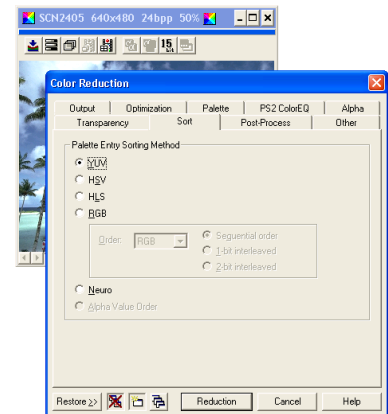 SCN2405 640x480 24bpp 50%
15
Color Reduction
Output Optimization Palette PS2 ColorEQ Alpha
Transparency Sort Post-Process Other
Palette Entry Sorting Method
YUV
HSV
HLS
RGB
Order: RGB
Sequential order
1-bit interleaved
2-bit interleaved
Neuro
Alpha Value Order
Restore >> Reduction Cancel Help